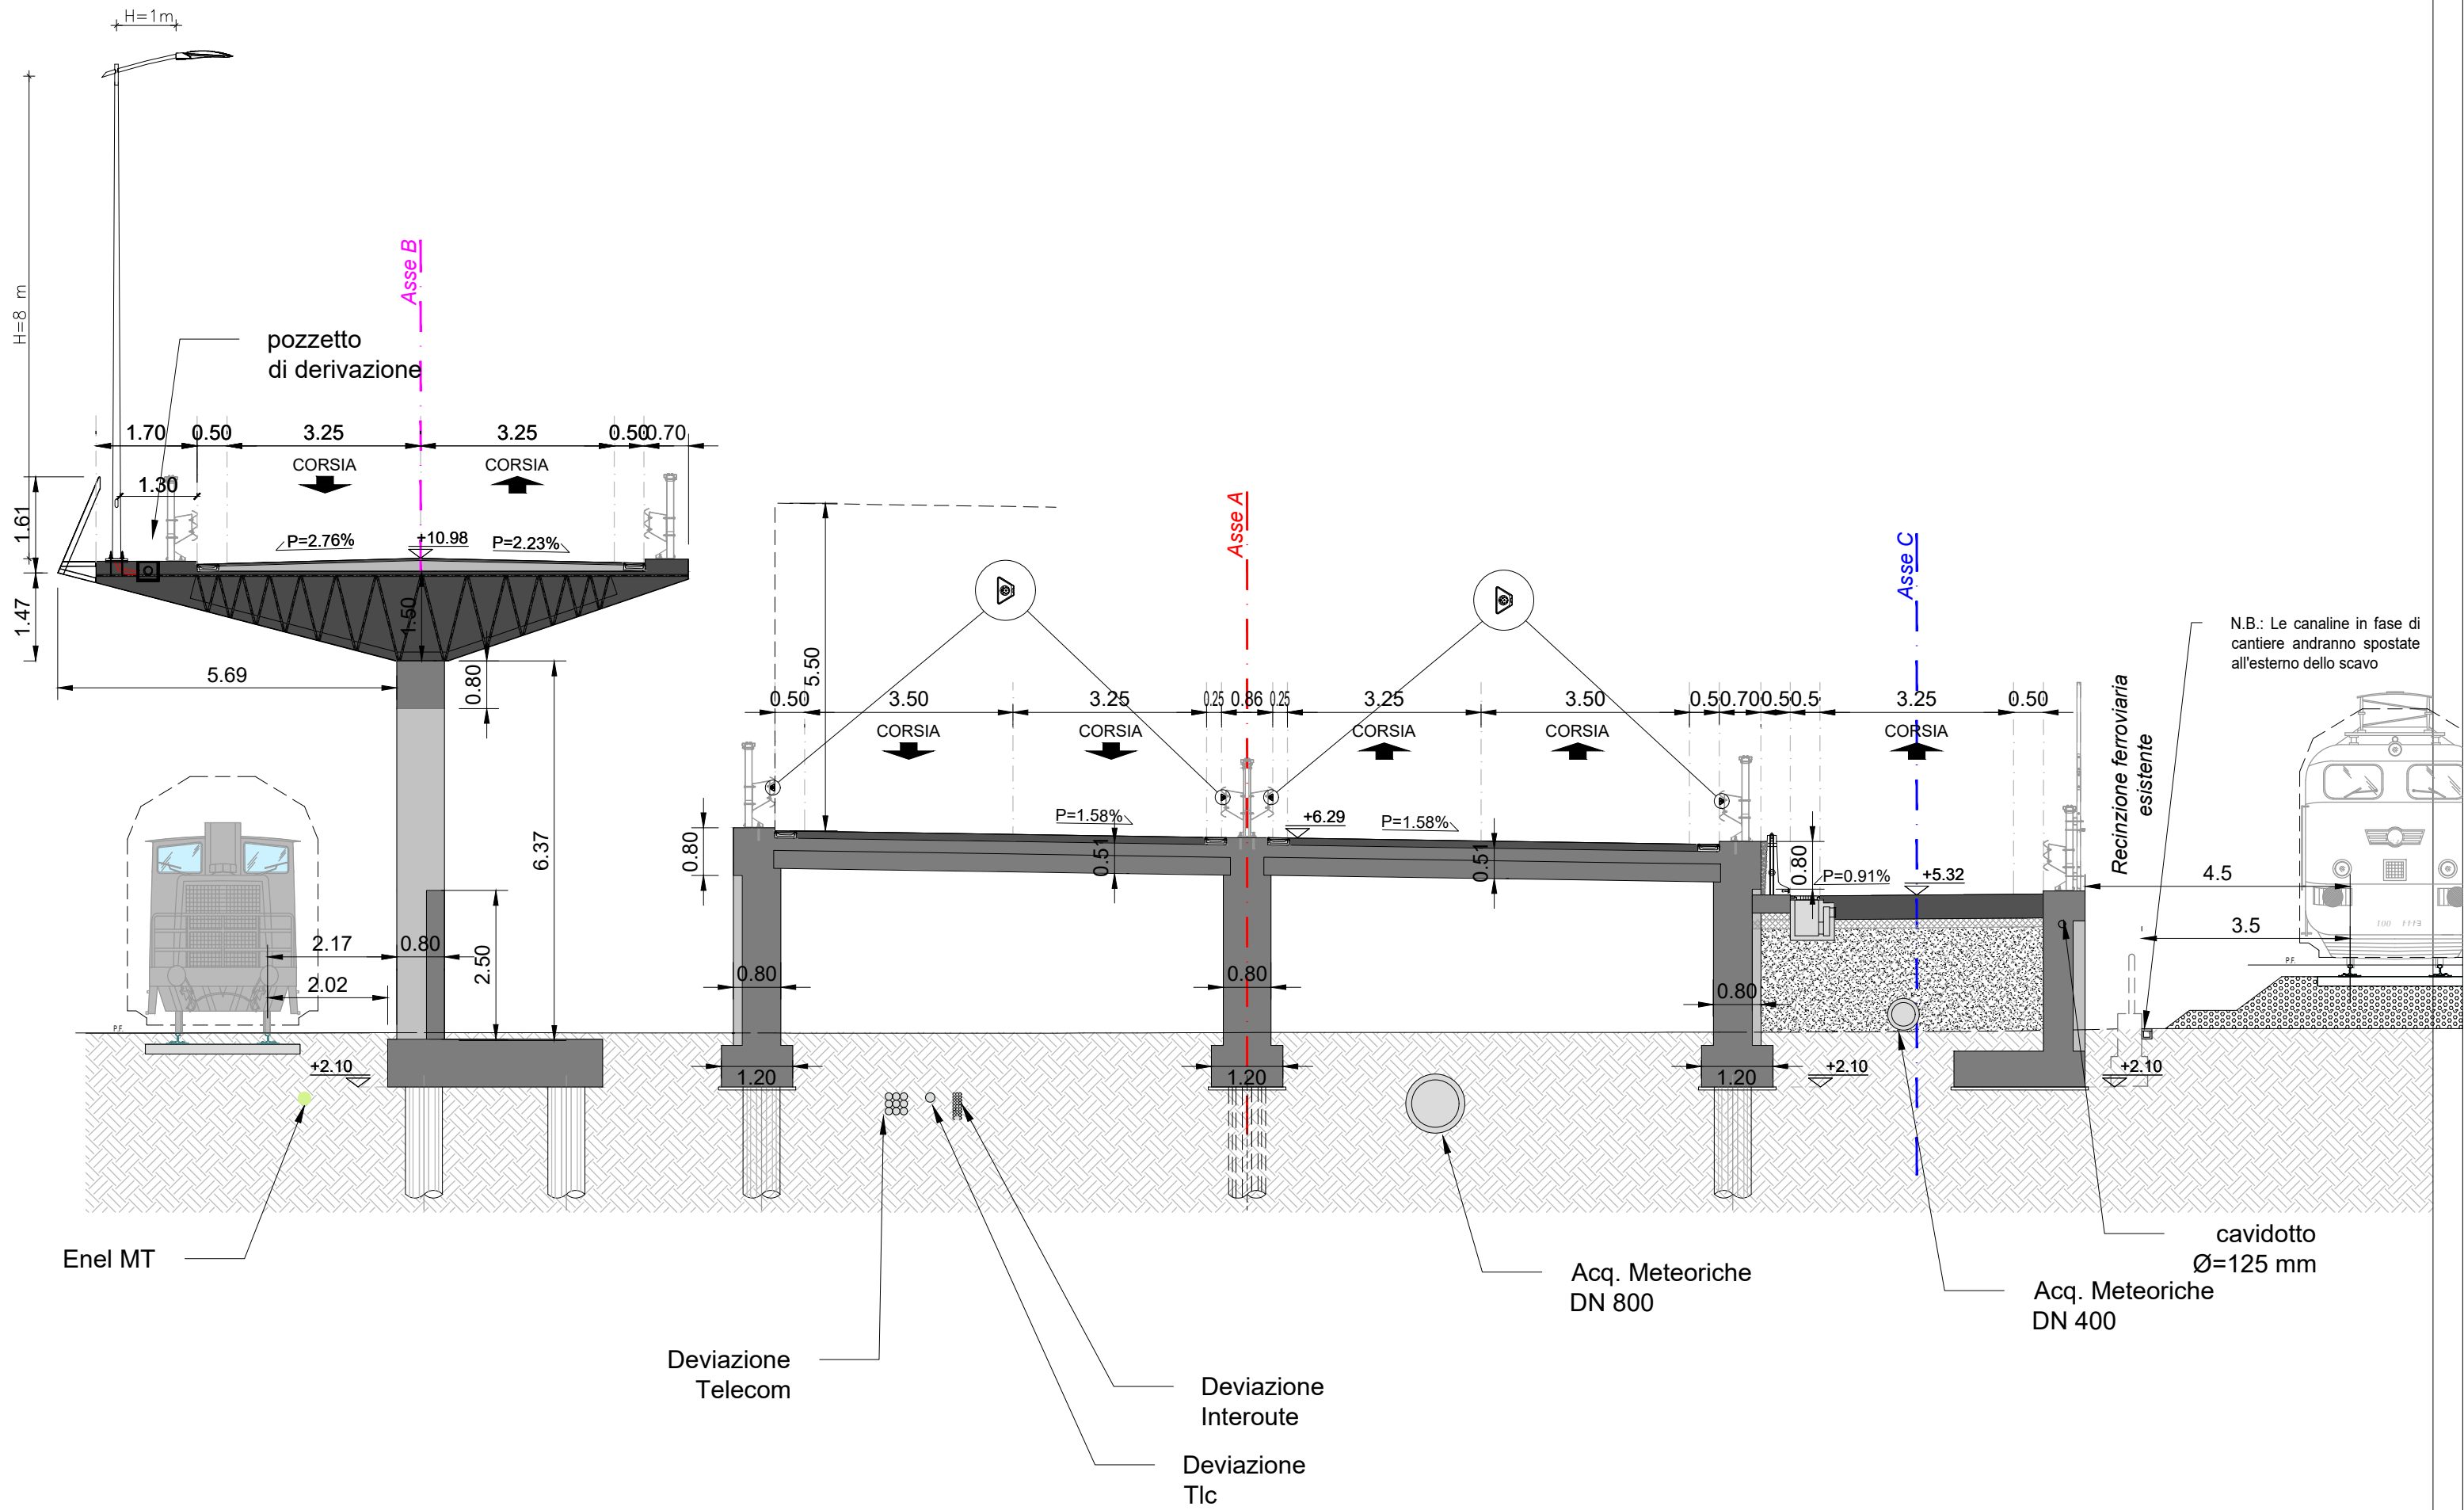 H=1m
H=8 m
Asse B
pozzetto
di derivazione
1.70 0.50 3.25 3.25 0.50 0.70
CORSIA CORSIA
1.30
1.61
P=2.76% +10.98 P=2.23%
1.47
1.50
5.69
0.80
6.37
2.50
2.17 0.80
2.02
P.F.
+2.10
Enel MT
Asse A
5.50
0.50 3.50 3.25 0.25 0.86 0.25 3.25 3.50 0.50 0.70 0.50 0.5 3.25 0.50
CORSIA CORSIA CORSIA CORSIA CORSIA
P=1.58% +6.29 P=1.58%
0.80 0.51 0.51 0.80
P=0.91% +5.32
0.80 0.80 0.80
1.20 1.20 1.20
+2.10 +2.10
Asse C
N.B.: Le canaline in fase di
cantiere andranno spostate
all'esterno dello scavo
Recinzione ferroviaria
esistente
4.5
3.5
P.F.
cavidotto
Ø=125 mm
Acq. Meteoriche
DN 800
Acq. Meteoriche
DN 400
Deviazione
Telecom
Deviazione
Interoute
Deviazione
Tlc